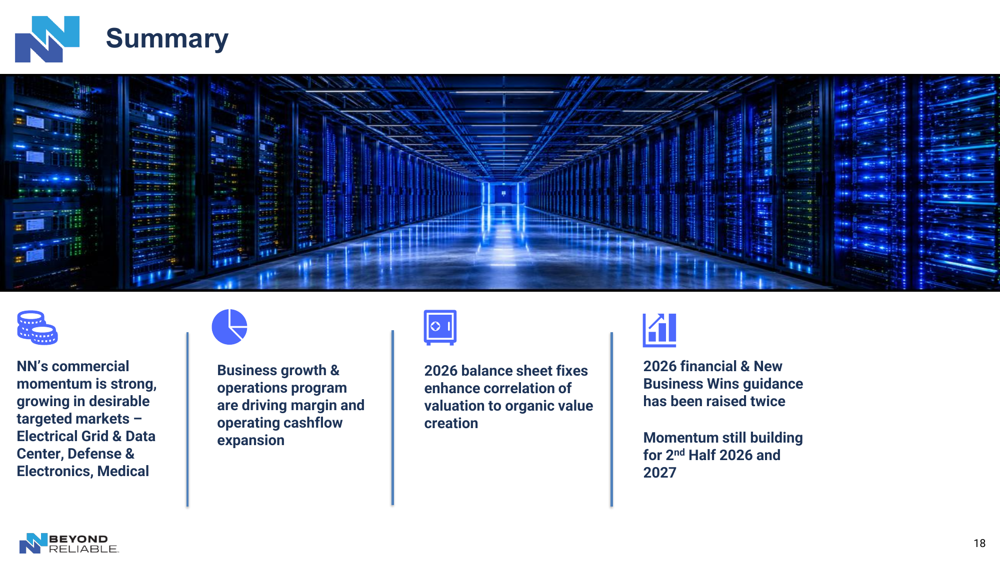 Summary
NN’s commercial
momentum is strong,
growing in desirable
targeted markets –
Electrical Grid & Data
Center, Defense &
Electronics, Medical
Business growth &
operations program
are driving margin and
operating cashflow
expansion
2026 balance sheet fixes
enhance correlation of
valuation to organic value
creation
2026 financial & New
Business Wins guidance
has been raised twice
Momentum still building
for 2nd Half 2026 and
2027
BEYOND
RELIABLE
18